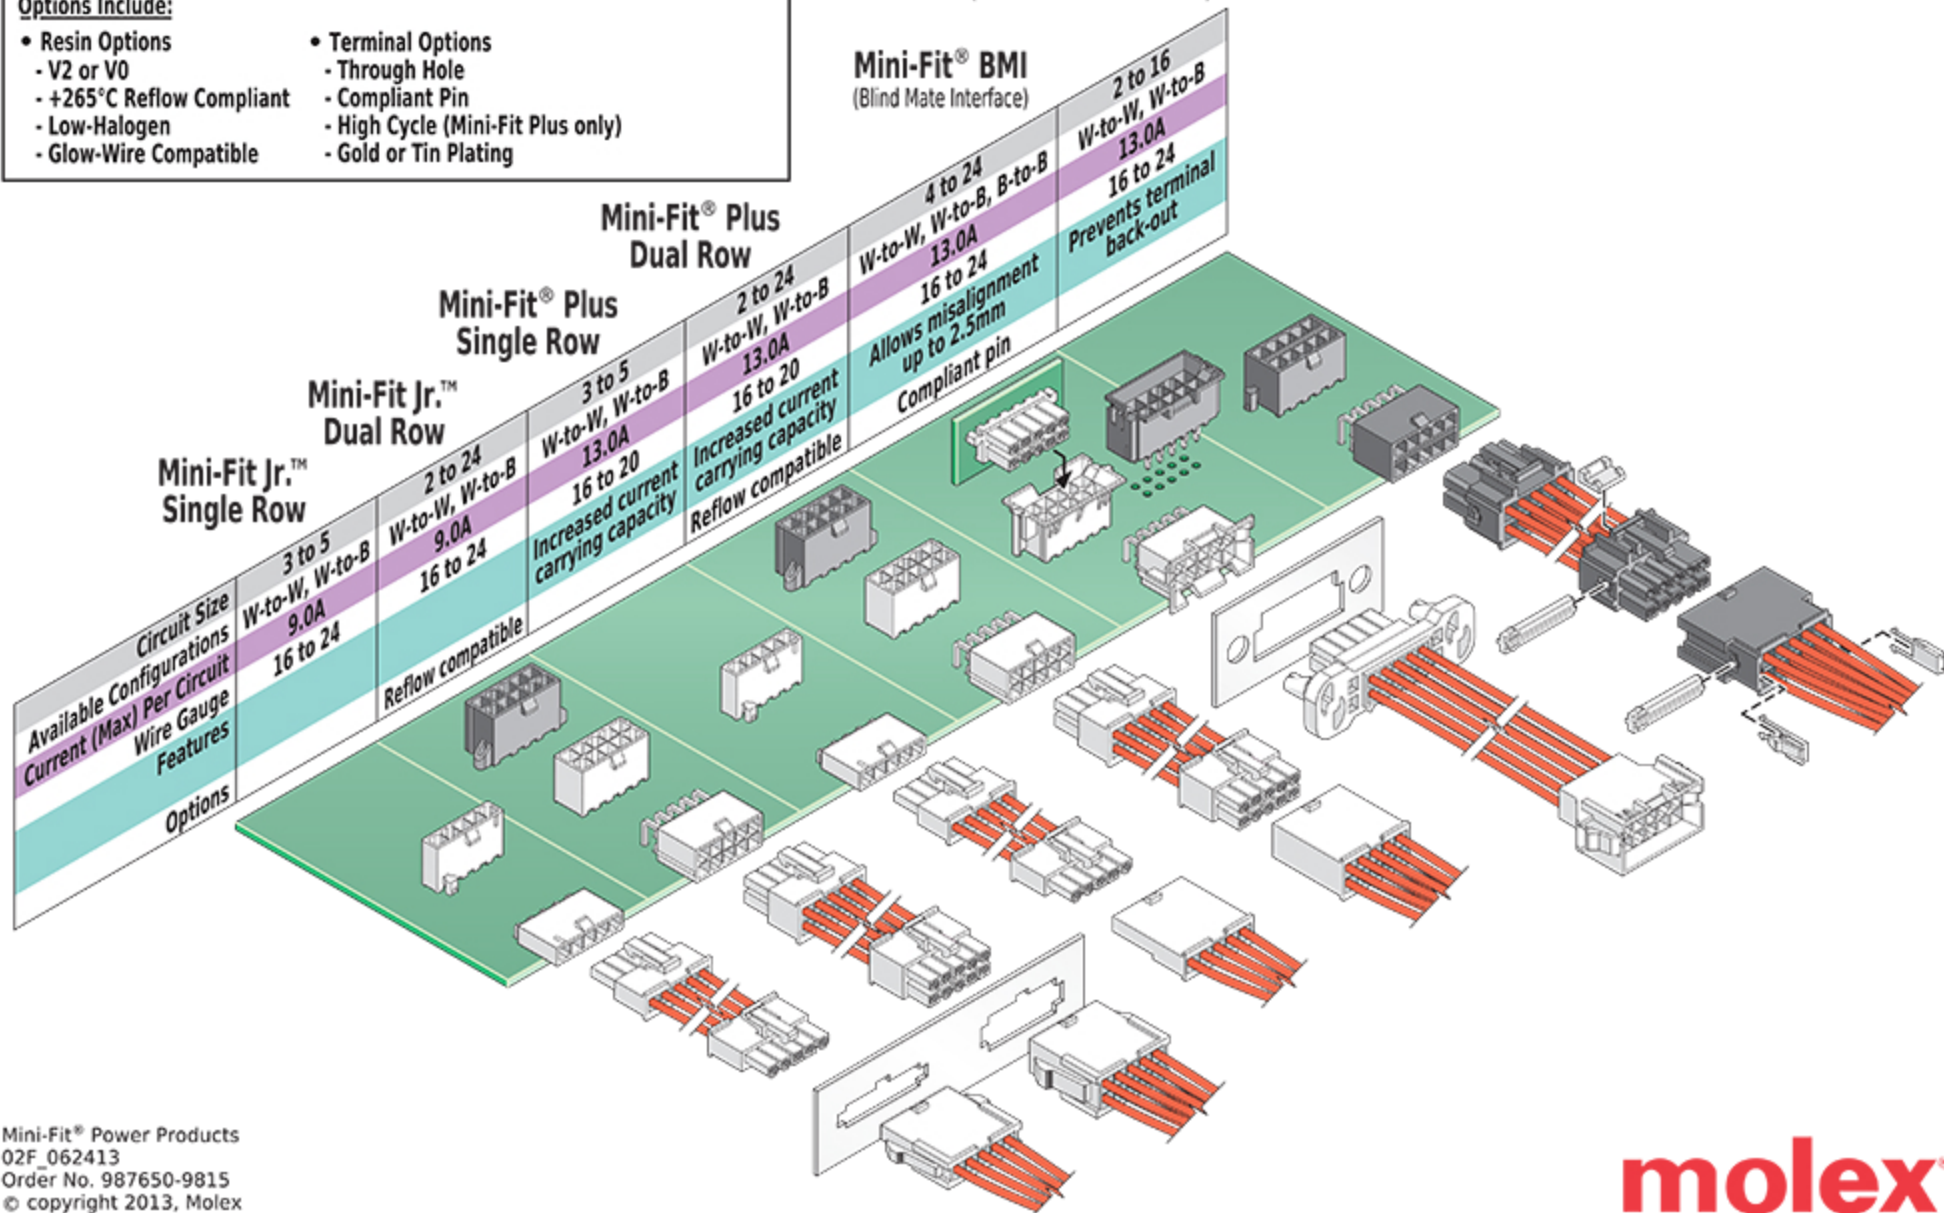 Options Include:
• Resin Options
- V2 or V0
- +265°C Reflow Compliant
- Low-Halogen
- Glow-Wire Compatible
• Terminal Options
- Through Hole
- Compliant Pin
- High Cycle (Mini-Fit Plus only)
- Gold or Tin Plating
Mini-Fit® BMI
(Blind Mate Interface)
Mini-Fit® Plus
Dual Row
Mini-Fit® Plus
Single Row
Mini-Fit Jr.™
Dual Row
Mini-Fit Jr.™
Single Row
Circuit Size
Available Configurations
Current (Max) Per Circuit
Wire Gauge
Features
Options
3 to 5
W-to-W, W-to-B
9.0A
16 to 24
2 to 24
W-to-W, W-to-B
9.0A
16 to 24
Reflow compatible
3 to 5
W-to-W, W-to-B
13.0A
16 to 20
Increased current
carrying capacity
2 to 24
W-to-W, W-to-B
13.0A
16 to 20
Increased current
carrying capacity
Reflow compatible
4 to 24
W-to-W, W-to-B, B-to-B
13.0A
16 to 24
Allows misalignment
up to 2.5mm
Compliant pin
2 to 16
W-to-W, W-to-B
13.0A
16 to 24
Prevents terminal
back-out
Mini-Fit® Power Products
02F_062413
Order No. 987650-9815
© copyright 2013, Molex
molex